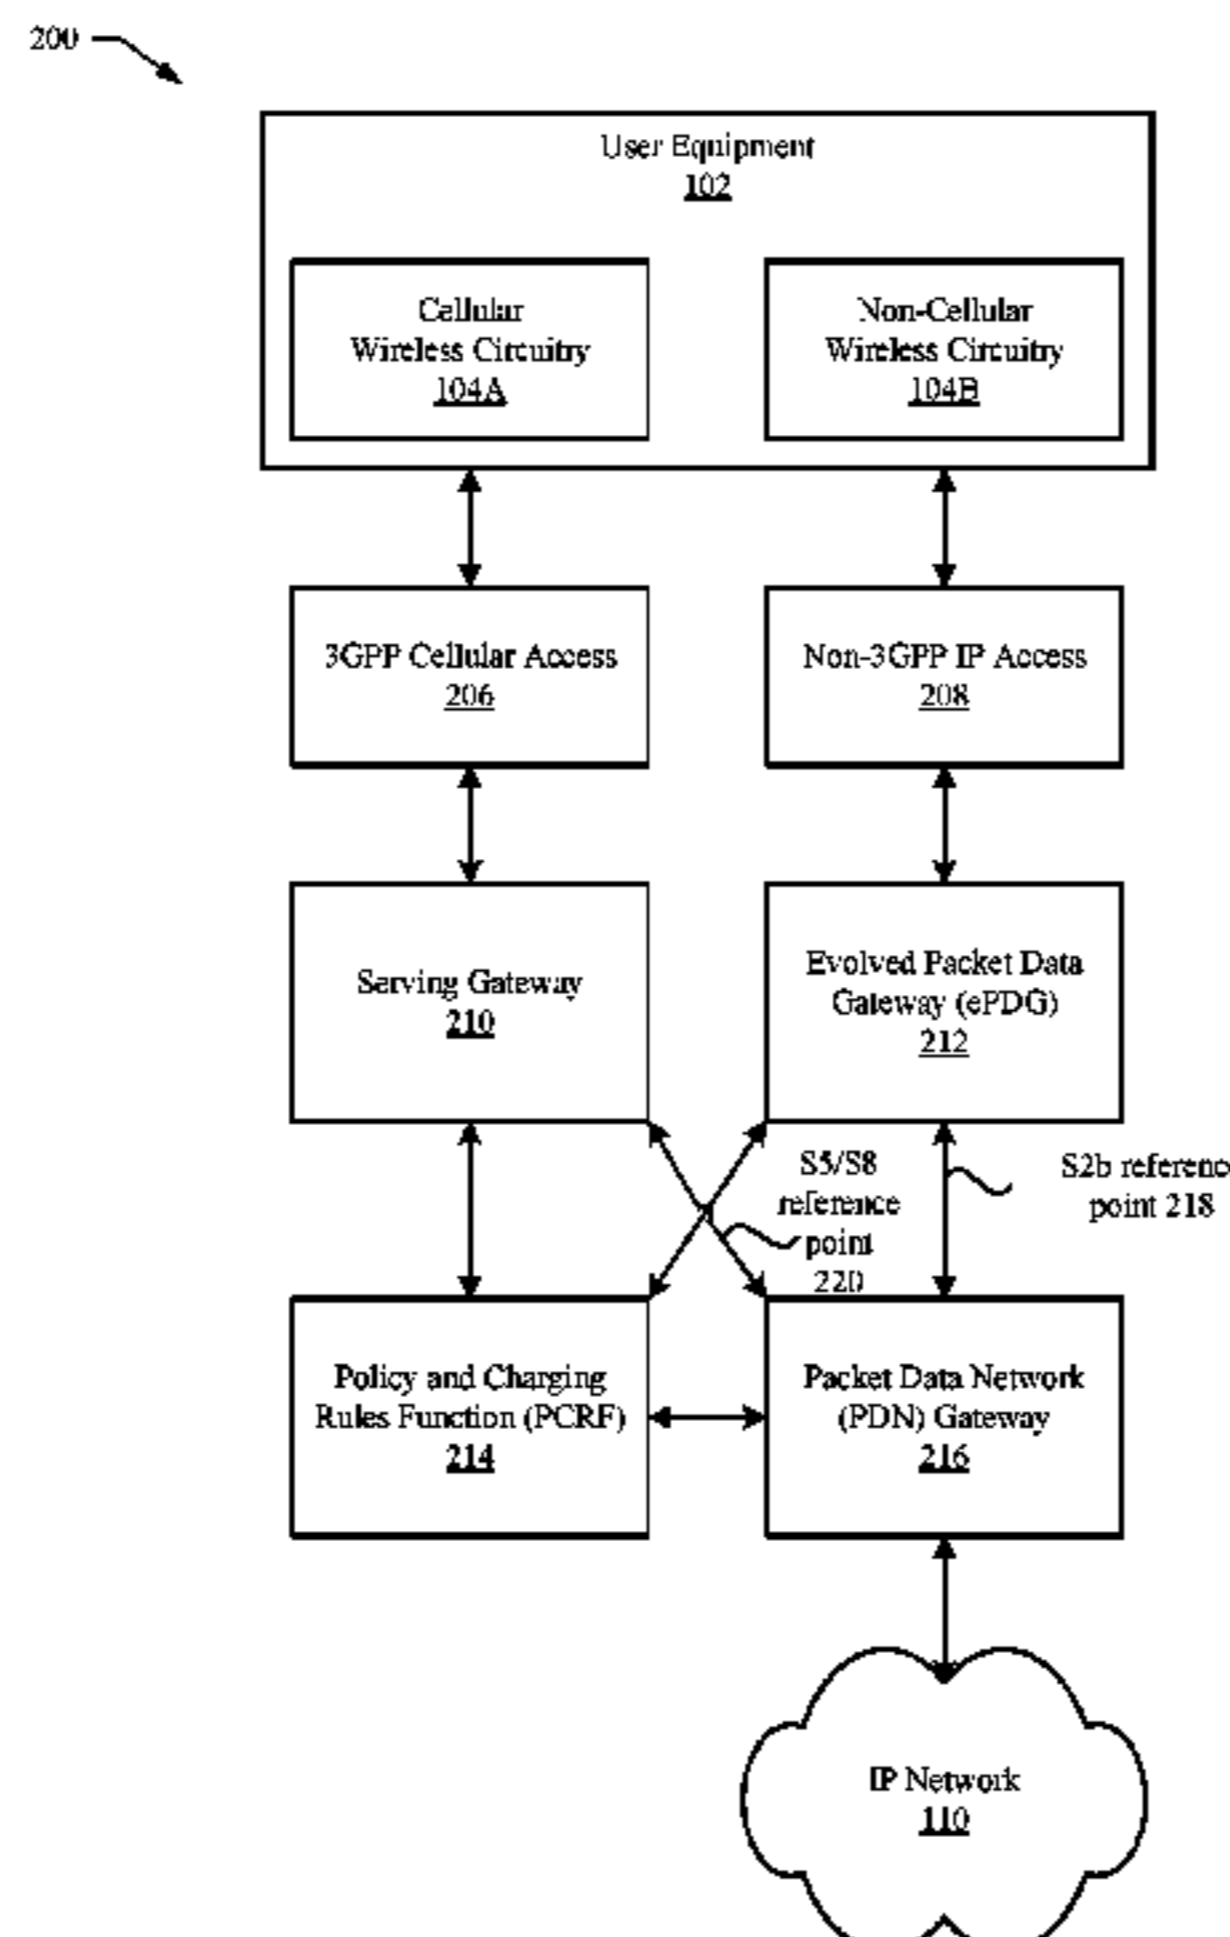 200
User Equipment
102
Cellular
Wireless Circuitry
104A
Non-Cellular
Wireless Circuitry
104B
3GPP Cellular Access
206
Non-3GPP IP Access
208
Serving Gateway
210
Evolved Packet Data
Gateway (ePDG)
212
S5/S8
reference
point
220
S2b referenc
point 218
Policy and Charging
Rules Function (PCRF)
214
Packet Data Network
(PDN) Gateway
216
IP Network
110